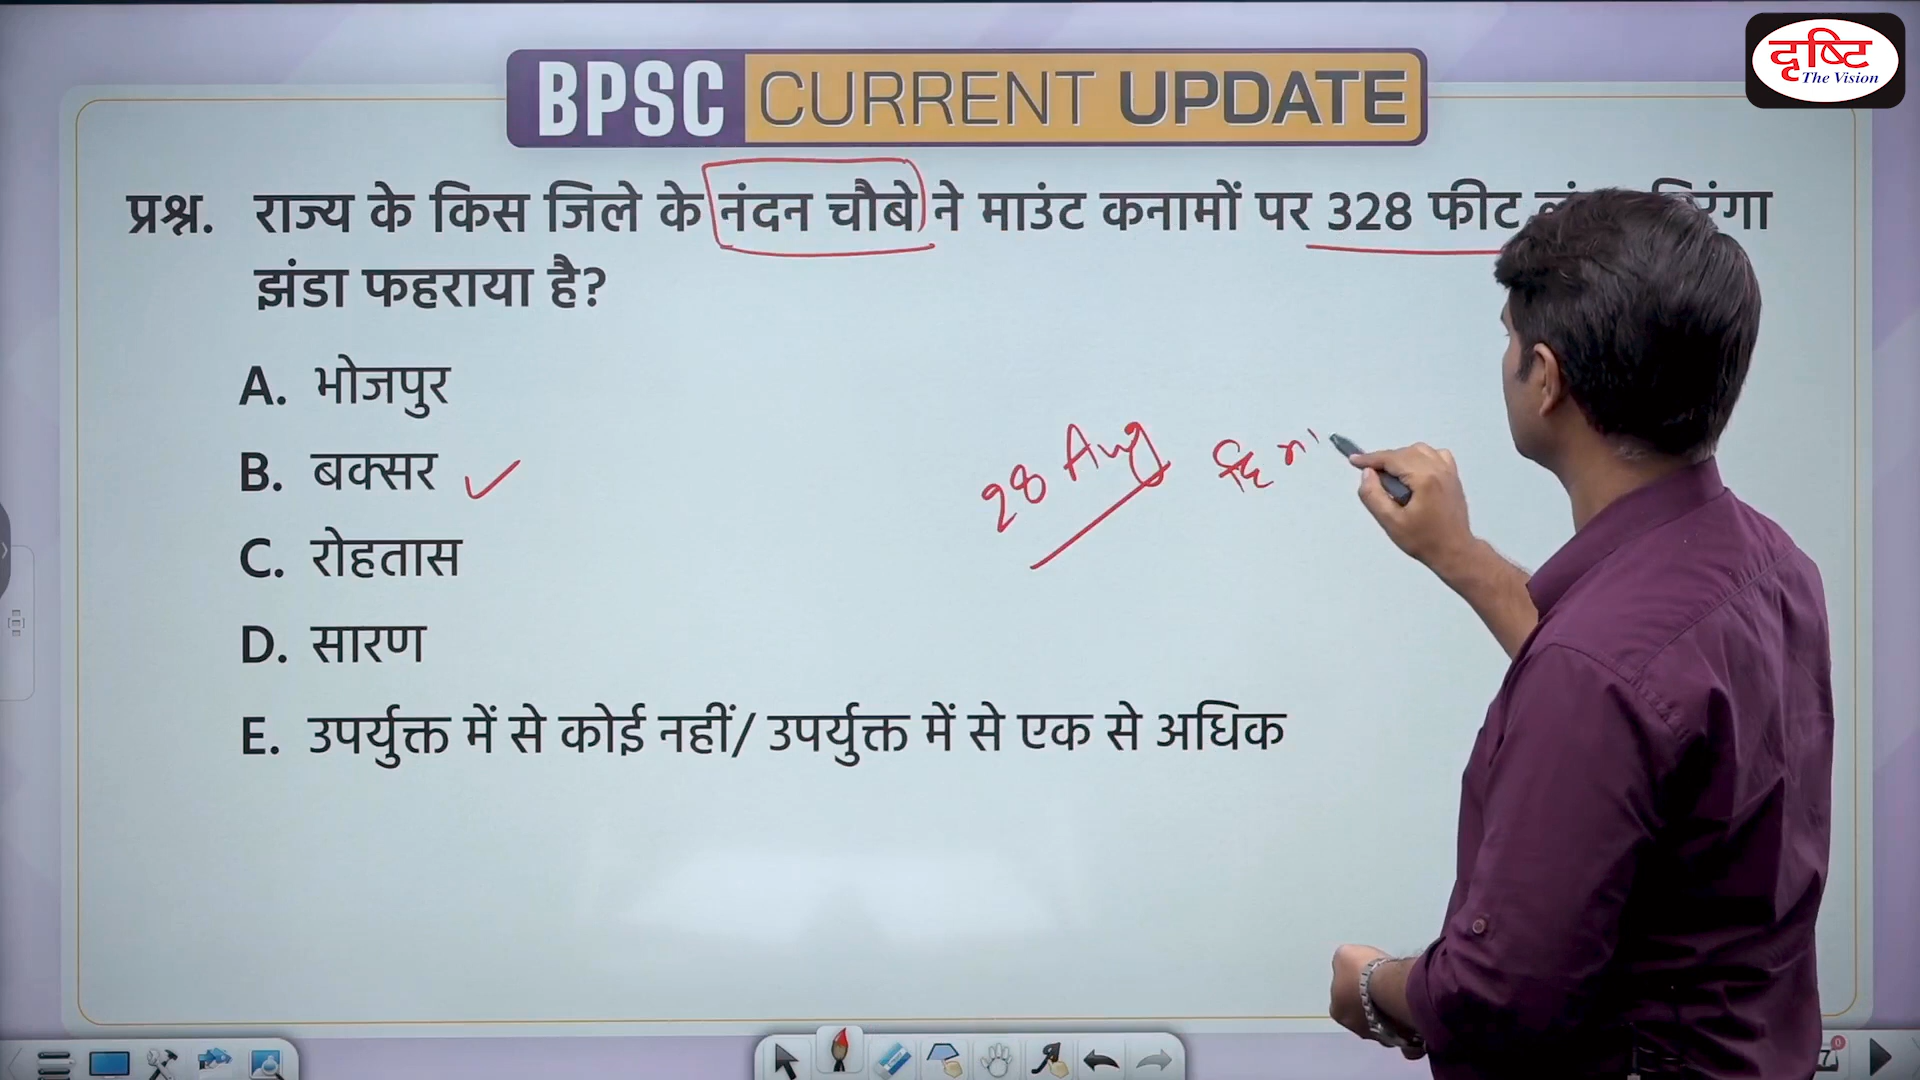 दृष्टि
The Vision
BPSC CURRENT UPDATE
प्रश्न. राज्य के किस जिले के नंदन चौबे ने माउंट कनामों पर 328 फीट
झंडा फहराया है?
A. भोजपुर
B. बक्सर
28 Aug
C. रोहतास
D. सारण
E. उपर्युक्त में से कोई नहीं/ उपर्युक्त में से एक से अधिक